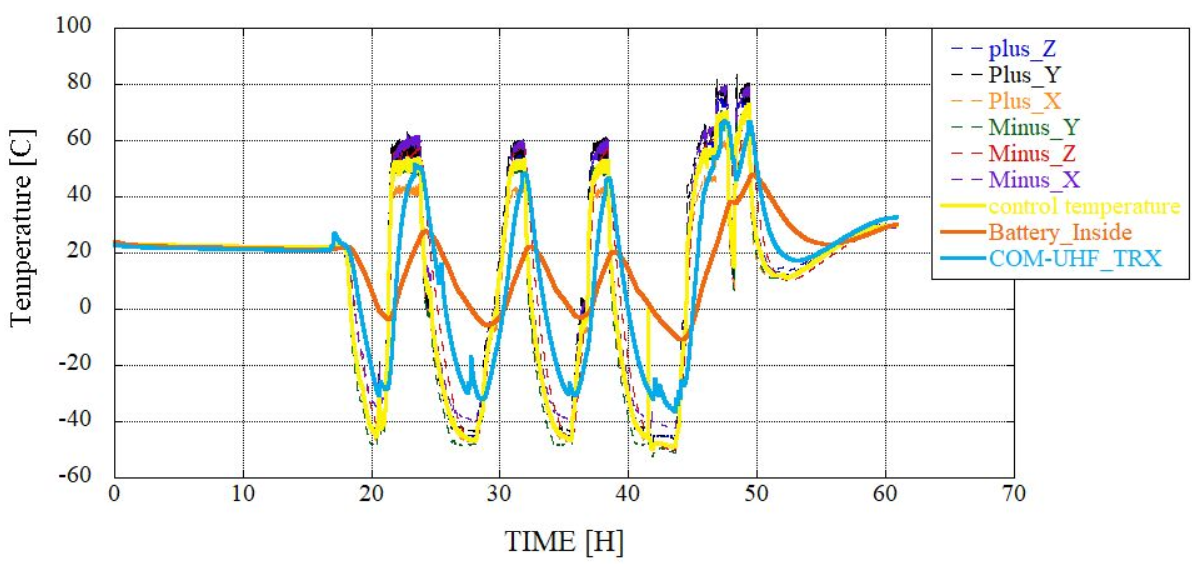 100
80
60
40
20
0
-20
-40
-60
Temperature [C]
0 10 20 30 40 50 60 70
TIME [H]
plus_Z
Plus_Y
Plus_X
Minus_Y
Minus_Z
Minus_X
control temperature
Battery_Inside
COM-UHF_TRX